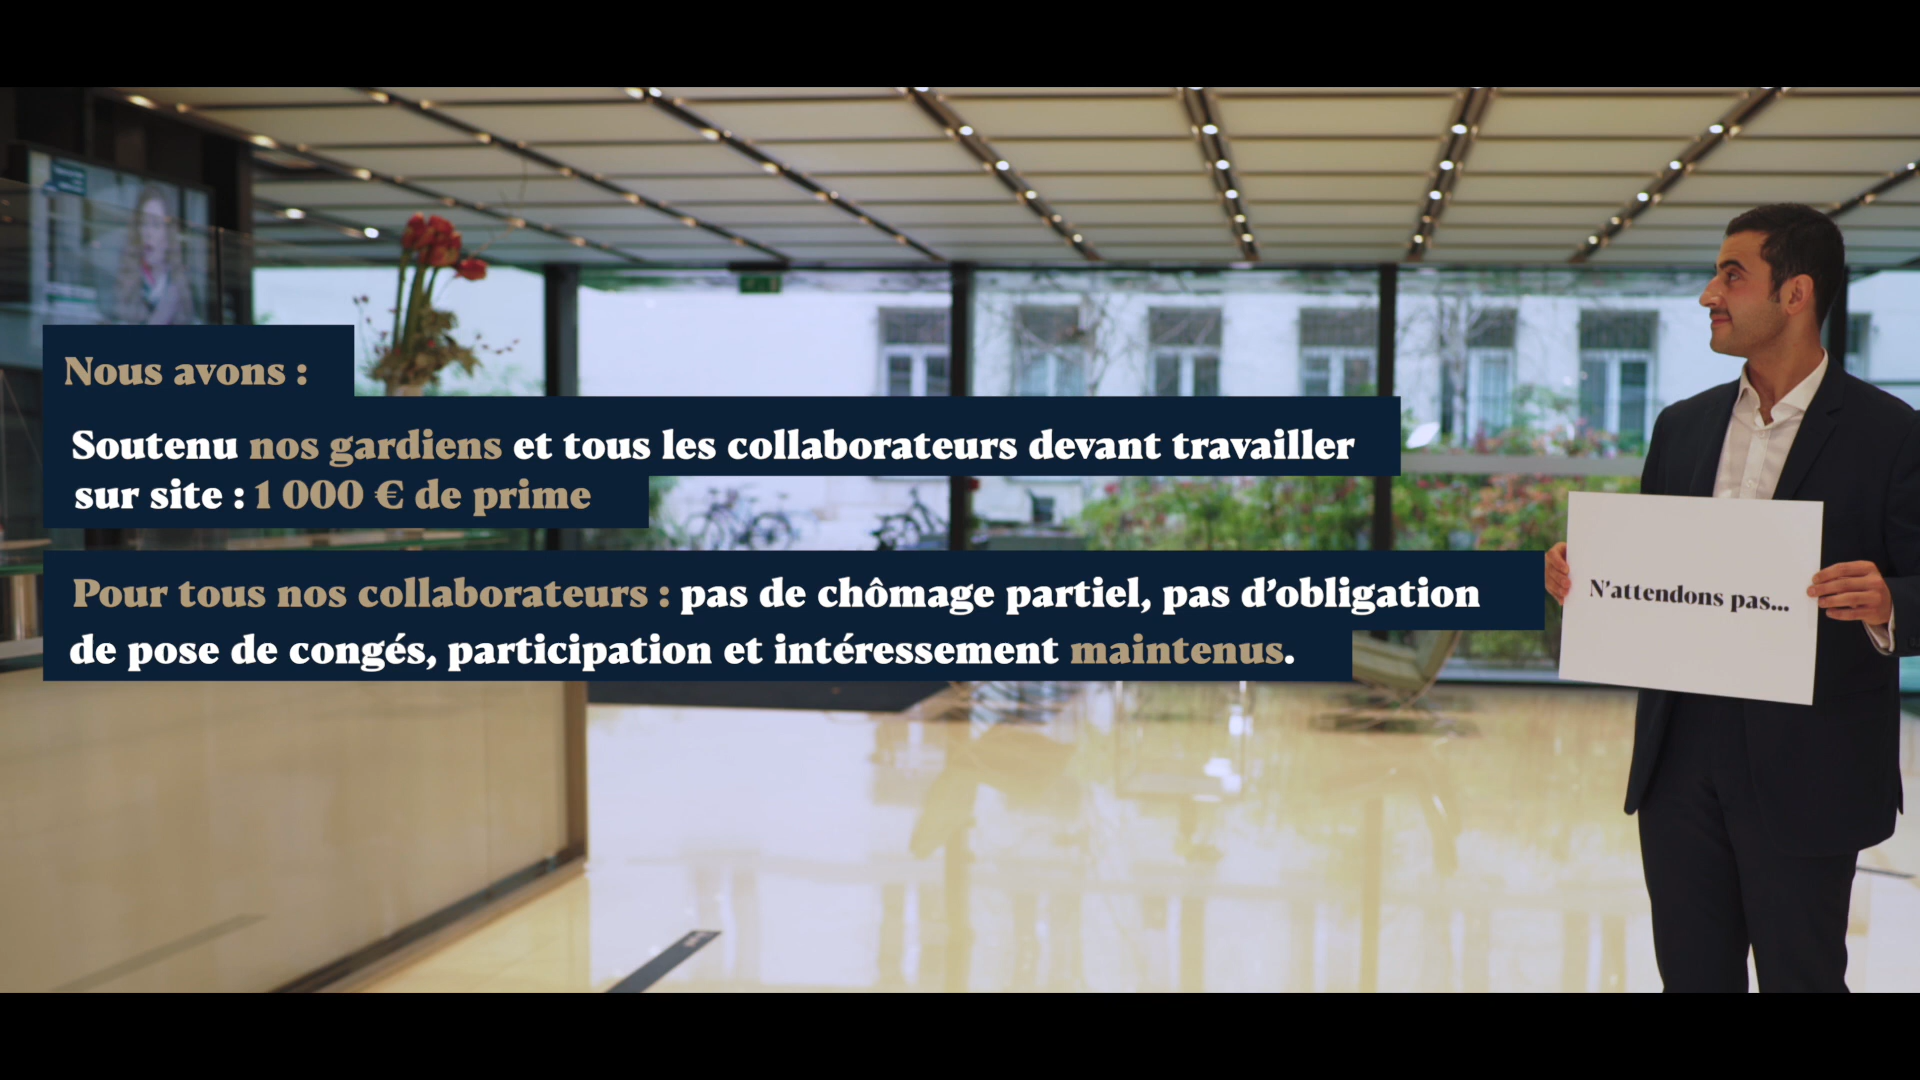 Nous avons :
Soutenu nos gardiens et tous les collaborateurs devant travailler
sur site : 1 000 € de prime
Pour tous nos collaborateurs : pas de chômage partiel, pas d’obligation
de pose de congés, participation et intéressement maintenus.
N’attendons pas...